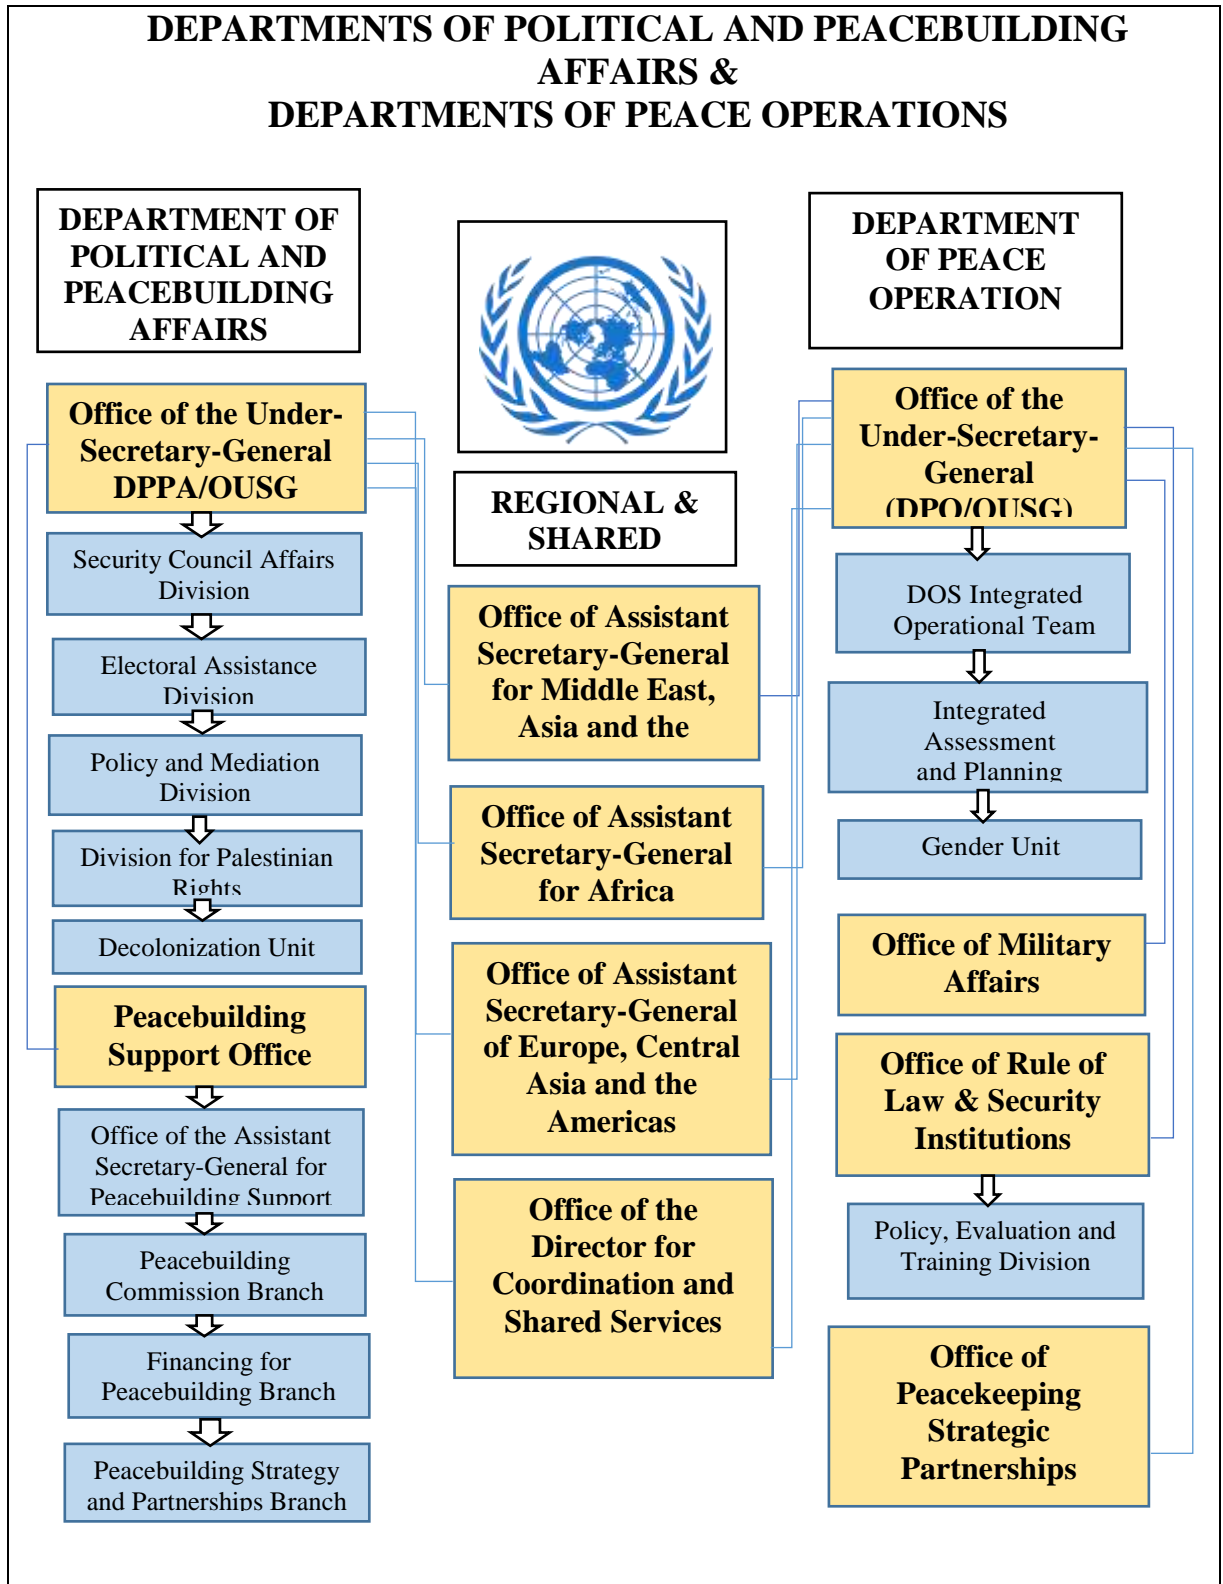 DEPARTMENTS OF POLITICAL AND PEACEBUILDING
AFFAIRS &
DEPARTMENTS OF PEACE OPERATIONS
DEPARTMENT OF
POLITICAL AND
PEACEBUILDING
AFFAIRS
Office of the Under-
Secretary-General
DPPA/OUSG
Security Council Affairs
Division
Electoral Assistance
Division
Policy and Mediation
Division
Division for Palestinian
Rights
Decolonization Unit
Peacebuilding
Support Office
Office of the Assistant
Secretary-General for
Peacebuilding Support
Peacebuilding
Commission Branch
Financing for
Peacebuilding Branch
Peacebuilding Strategy
and Partnerships Branch
REGIONAL &
SHARED
Office of Assistant
Secretary-General
for Middle East,
Asia and the
Office of Assistant
Secretary-General
for Africa
Office of Assistant
Secretary-General
of Europe, Central
Asia and the
Americas
Office of the
Director for
Coordination and
Shared Services
DEPARTMENT
OF PEACE
OPERATION
Office of the
Under-Secretary-
General
(DPO/OUSG)
DOS Integrated
Operational Team
Integrated
Assessment
and Planning
Gender Unit
Office of Military
Affairs
Office of Rule of
Law & Security
Institutions
Policy, Evaluation and
Training Division
Office of
Peacekeeping
Strategic
Partnerships